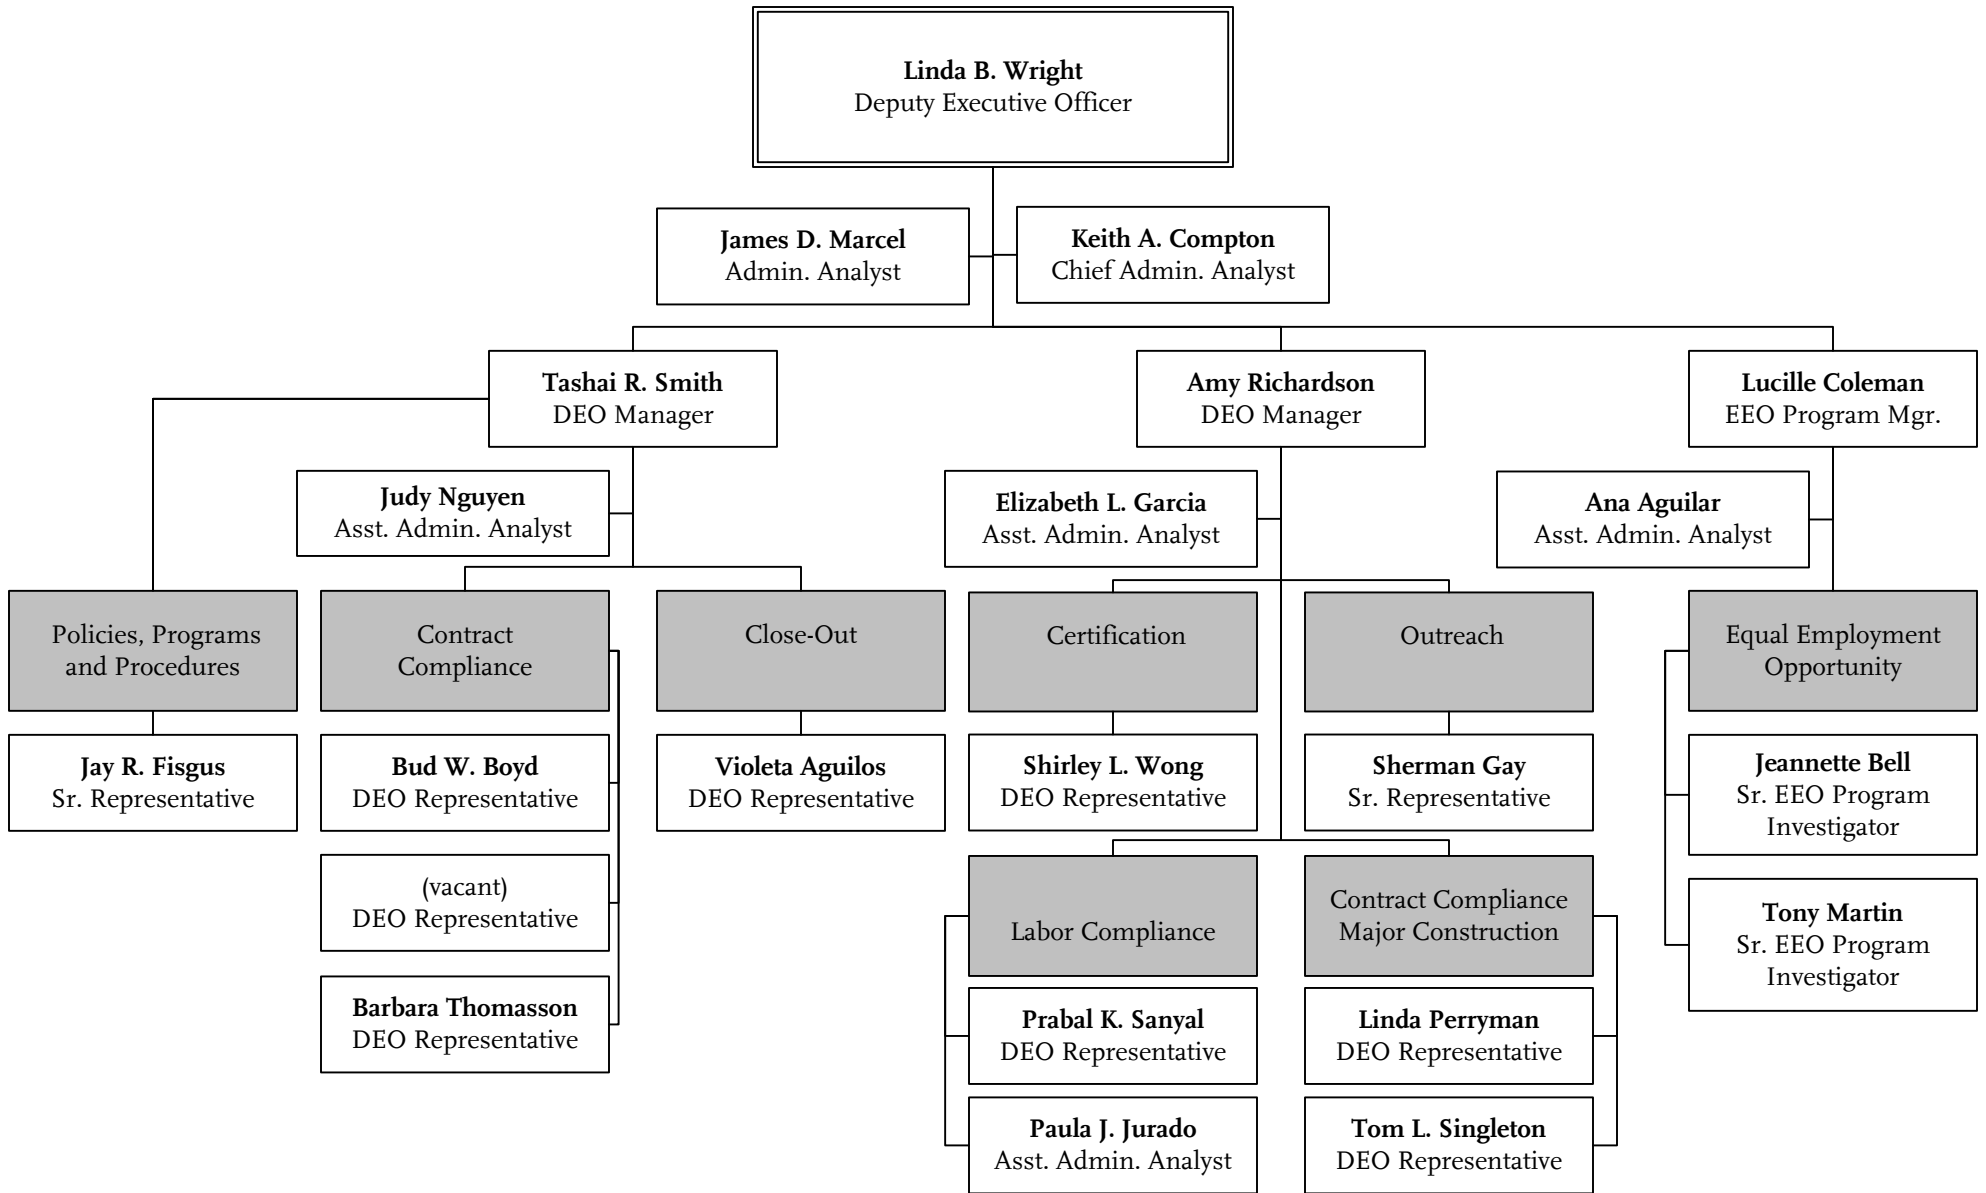 Linda B. Wright
Deputy Executive Officer
James D. Marcel
Admin. Analyst
Keith A. Compton
Chief Admin. Analyst
Tashai R. Smith
DEO Manager
Amy Richardson
DEO Manager
Lucille Coleman
EEO Program Mgr.
Judy Nguyen
Asst. Admin. Analyst
Elizabeth L. Garcia
Asst. Admin. Analyst
Ana Aguilar
Asst. Admin. Analyst
Policies, Programs
and Procedures
Contract
Compliance
Close-Out
Certification
Outreach
Equal Employment
Opportunity
Jay R. Fisgus
Sr. Representative
Bud W. Boyd
DEO Representative
Violeta Aguilos
DEO Representative
Shirley L. Wong
DEO Representative
Sherman Gay
Sr. Representative
Jeannette Bell
Sr. EEO Program
Investigator
(vacant)
DEO Representative
Labor Compliance
Contract Compliance
Major Construction
Tony Martin
Sr. EEO Program
Investigator
Barbara Thomasson
DEO Representative
Prabal K. Sanyal
DEO Representative
Linda Perryman
DEO Representative
Paula J. Jurado
Asst. Admin. Analyst
Tom L. Singleton
DEO Representative